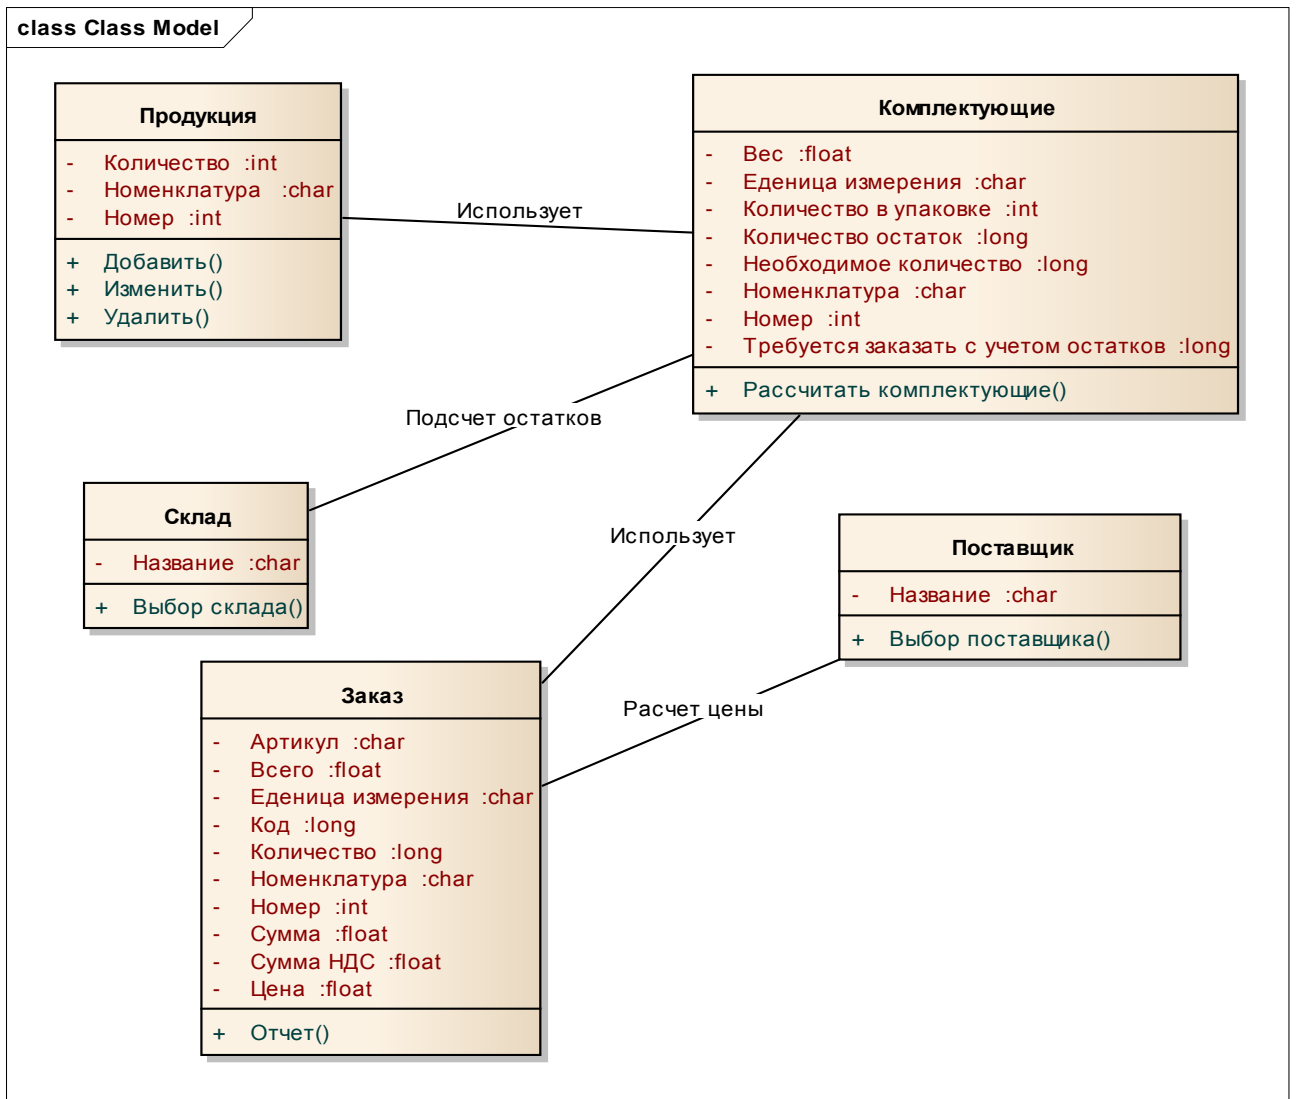 class Class Model
Продукция
- Количество :int
- Номенклатура :char
- Номер :int
+ Добавить()
+ Изменить()
+ Удалить()
Использует
Комплектующие
- Вес :float
- Еденица измерения :char
- Количество в упаковке :int
- Количество остаток :long
- Необходимое количество :long
- Номенклатура :char
- Номер :int
- Требуется заказать с учетом остатков :long
+ Рассчитать комплектующие()
Подсчет остатков
Склад
- Название :char
+ Выбор склада()
Использует
Поставщик
- Название :char
+ Выбор поставщика()
Расчет цены
Заказ
- Артикул :char
- Всего :float
- Еденица измерения :char
- Код :long
- Количество :long
- Номенклатура :char
- Номер :int
- Сумма :float
- Сумма НДС :float
- Цена :float
+ Отчет()